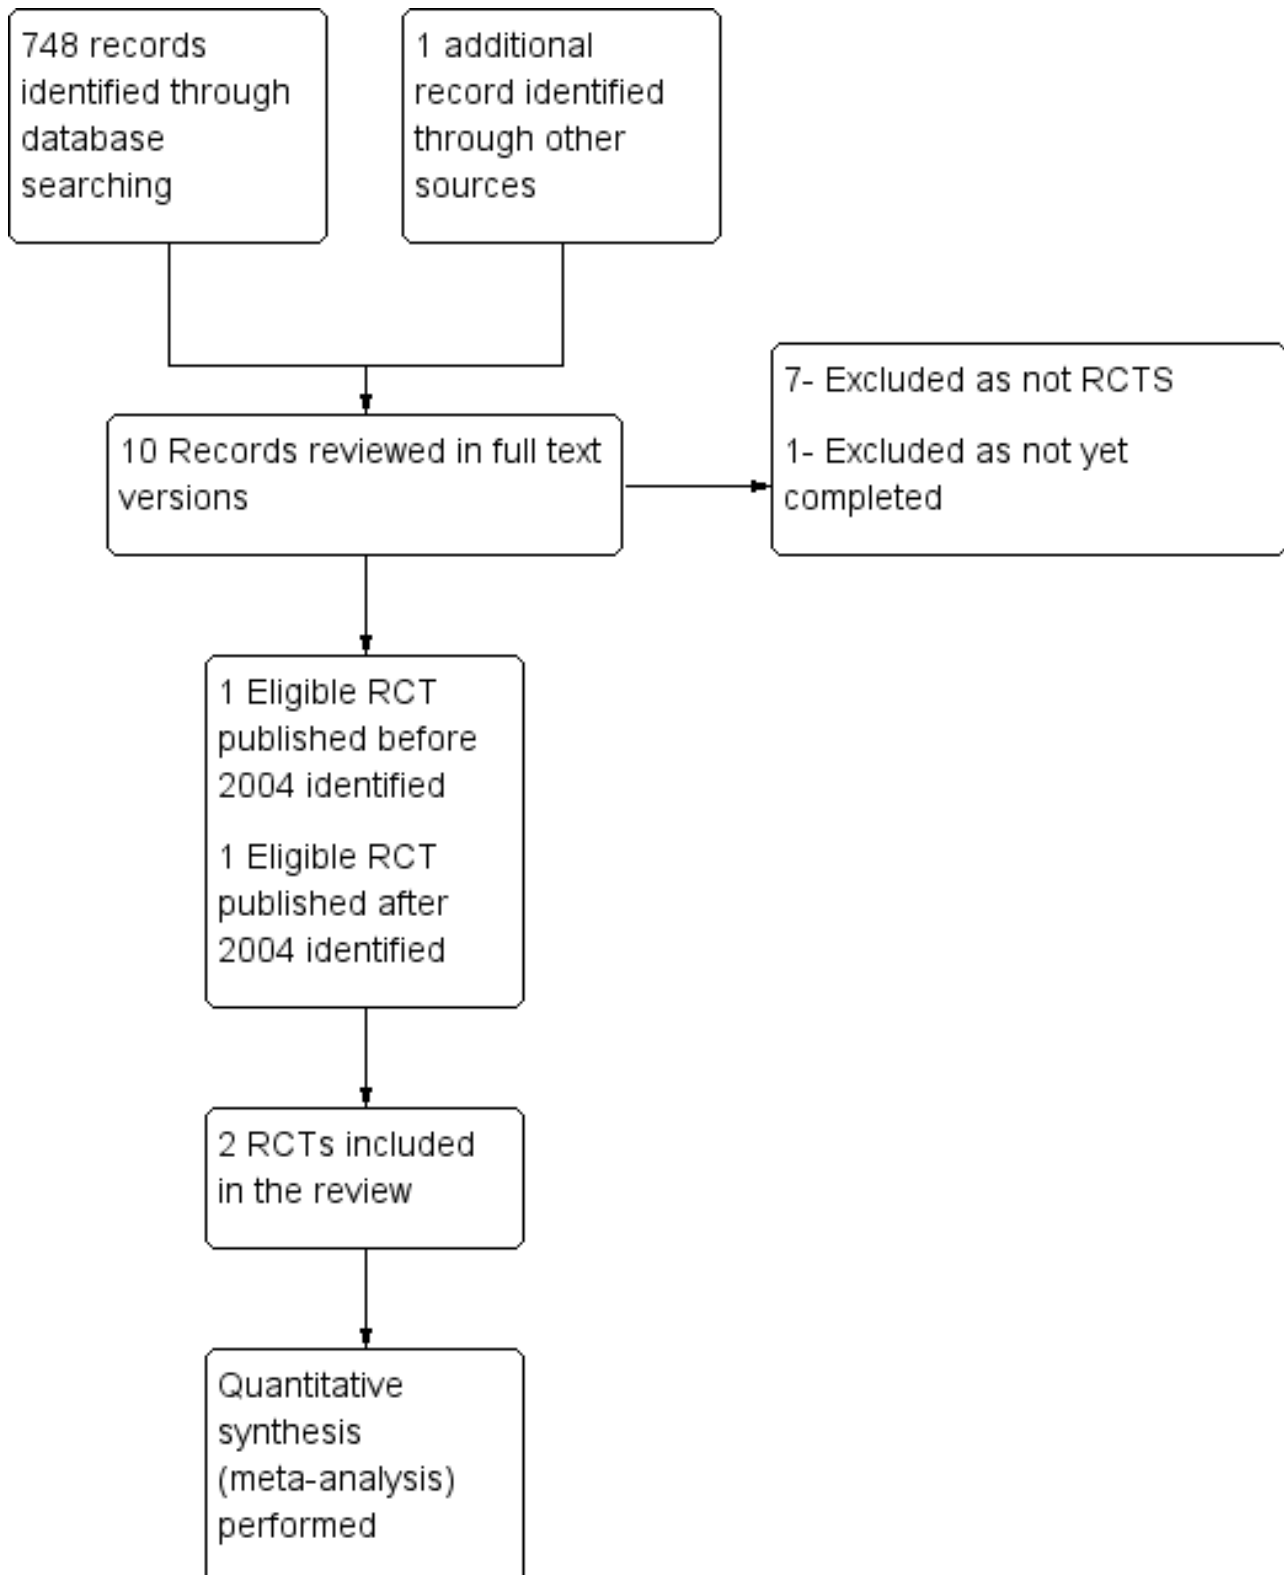 748 records
identified through
database
searching
1 additional
record identified
through other
sources
7- Excluded as not RCTS
1- Excluded as not yet
completed
10 Records reviewed in full text
versions
1 Eligible RCT
published before
2004 identified
1 Eligible RCT
published after
2004 identified
2 RCTs included
in the review
Quantitative
synthesis
(meta-analysis)
performed